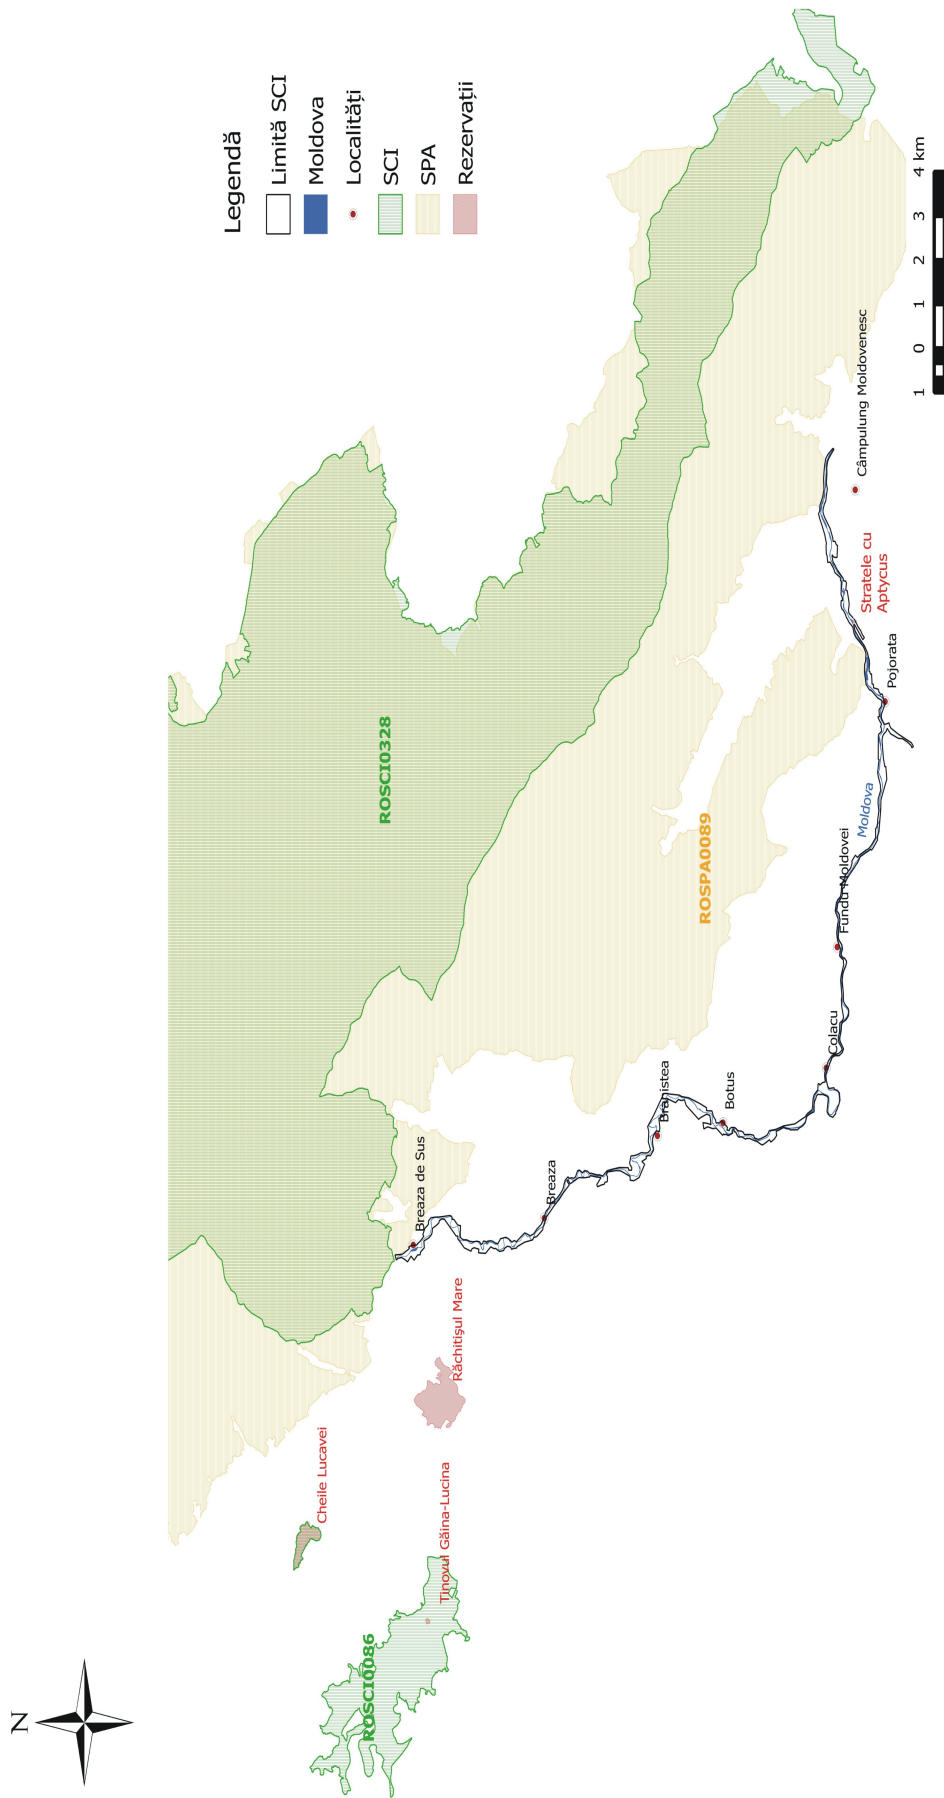 N
Legendă
Limită SCI
Moldova
Localități
SCI
SPA
Rezervații
ROSCI0086
Tinovul Găina-Lucina
Cheile Lucavei
Răchitișul Mare
Breaza de Sus
Breaza
Branistea
Botus
Colacu
Fundu Moldovei
Moldova
Pojorata
Stratele cu
Aptycus
Câmpulung Moldovenesc
ROSCI0328
ROSPA0089
1 0 1 2 3 4 km